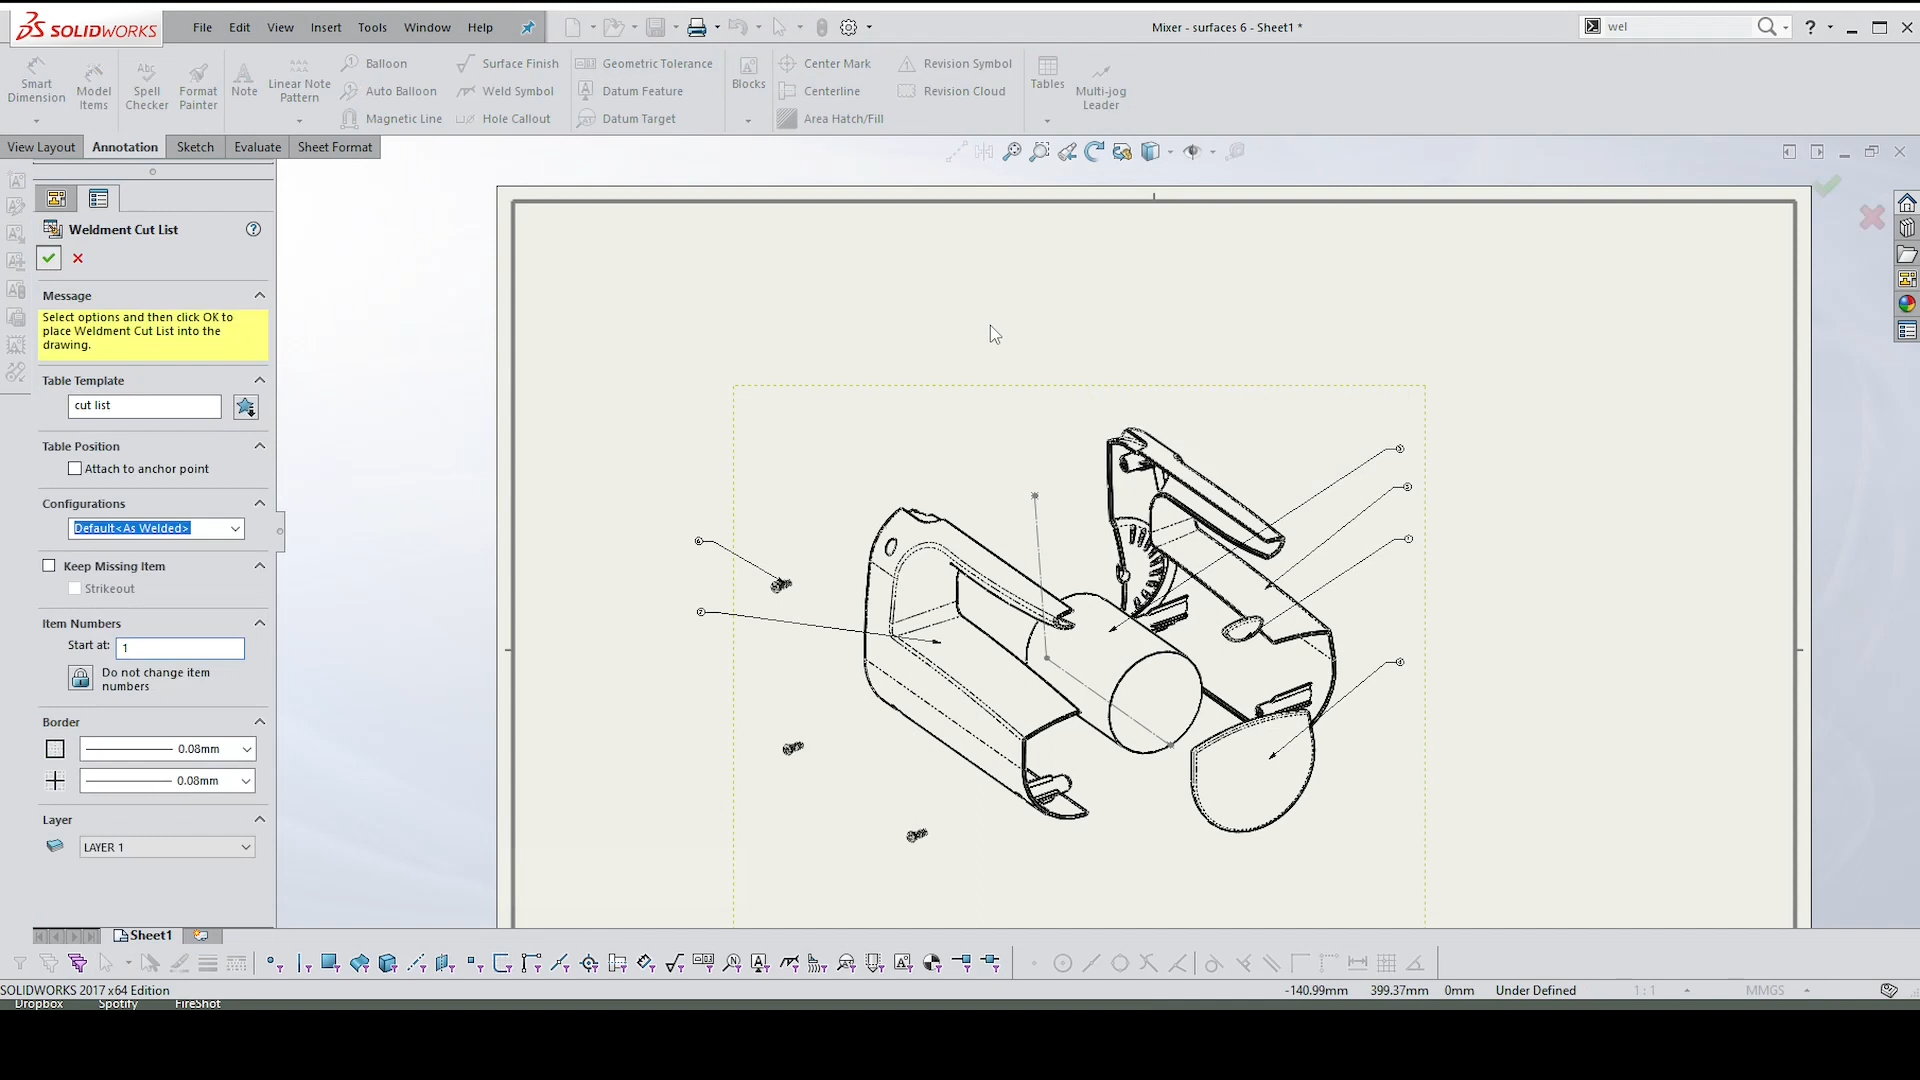 SOLIDWORKS File Edit View Insert Tools Window Help Mixer - surfaces 6 - Sheet1 * wel ?
Smart Dimension
Model Items
Spell Checker
Format Painter
Note
Linear Note Pattern
Balloon
Auto Balloon
Magnetic Line
Surface Finish
Weld Symbol
Hole Callout
Geometric Tolerance
Datum Feature
Datum Target
Blocks
Center Mark
Centerline
Area Hatch/Fill
Revision Symbol
Revision Cloud
Tables
Multi-jog Leader
View Layout Annotation Sketch Evaluate Sheet Format
Weldment Cut List
Message
Select options and then click OK to
place Weldment Cut List into the
drawing.
Table Template
cut list
Table Position
Attach to anchor point
Configurations
Default<As Welded>
Keep Missing Item
Strikeout
Item Numbers
Start at: 1
Do not change item
numbers
Border
0.08mm
0.08mm
Layer
LAYER 1
Sheet1
SOLIDWORKS 2017 x64 Edition -140.99mm 399.37mm 0mm Under Defined 1:1 MMGS
Dropbox Spotify FireShot